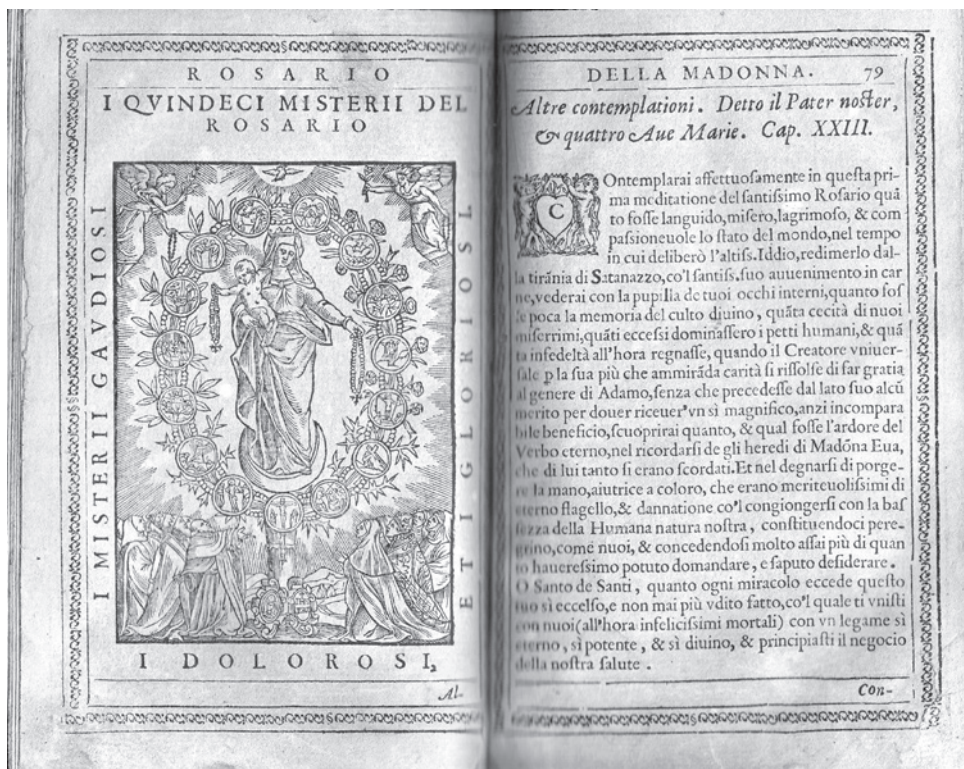 ROSARIO
I QVINDECI MISTERII DEL
ROSARIO
I MISTERII GAVDIOSI
ET I GLORIOSI
I DOLOROSI,
Al-
DELLA MADONNA. 79
Altre contemplationi. Detto il Pater noſter,
& quattro Aue Marie. Cap. XXIII.
COntemplarai affettuoſamente in queſta pri-
ma meditatione del ſantiſſimo Roſario quã
to foſſe languido,miſero,lagrimoſo, & com
paſsioneuole lo ſtato del mondo,nel tempo
in cui deliberò l'altiſs.Iddio,redimerlo dal-
la tirãnia di Satanazzo,co'l ſantiſs.ſuo auuenimento in car
ne,vederai con la pupilia de tuoi occhi interni,quanto foſ
ſe poca la memoria del culto diuino, quãta cecità di nuoi
miſerrimi,quãti ecceſsi dominaſſero i petti humani,& quã
ta infedeltà all'hora regnaſſe, quando il Creatore vniuer-
ſale p la ſua più che ammirãda carità ſi riſſolſe di far gratia
al genere di Adamo,ſenza che precedeſſe dal lato ſuo alcũ
merito per douer riceuer'vn sì magnifico,anzi incompara
bile beneficio,ſcuoprirai quanto, & qual foſſe l'ardore del
Verbo eterno,nel ricordarſi de gli heredi di Madõna Eua,
che di lui tanto ſi erano ſcordati.Et nel degnarſi di porge-
re la mano,aiutrice a coloro, che erano meriteuoliſsimi di
eterno flagello,& dannatione co'l congiongerſi con la baſ
ſezza della Humana natura noſtra, conſtituendoci pere-
grino,come nuoi, & concedendoſi molto aſſai più di quan
to haureſsimo potuto domandare, e ſaputo deſiderare.
O Santo de Santi, quanto ogni miracolo eccede queſto
tuo sì eccelſo,e non mai più vdito fatto,co'l quale ti vniſti
con nuoi(all'hora infeliciſsimi mortali) con vn legame sì
eterno, sì potente, & sì diuino, & principiaſti il negocio
della noſtra ſalute.
Con-